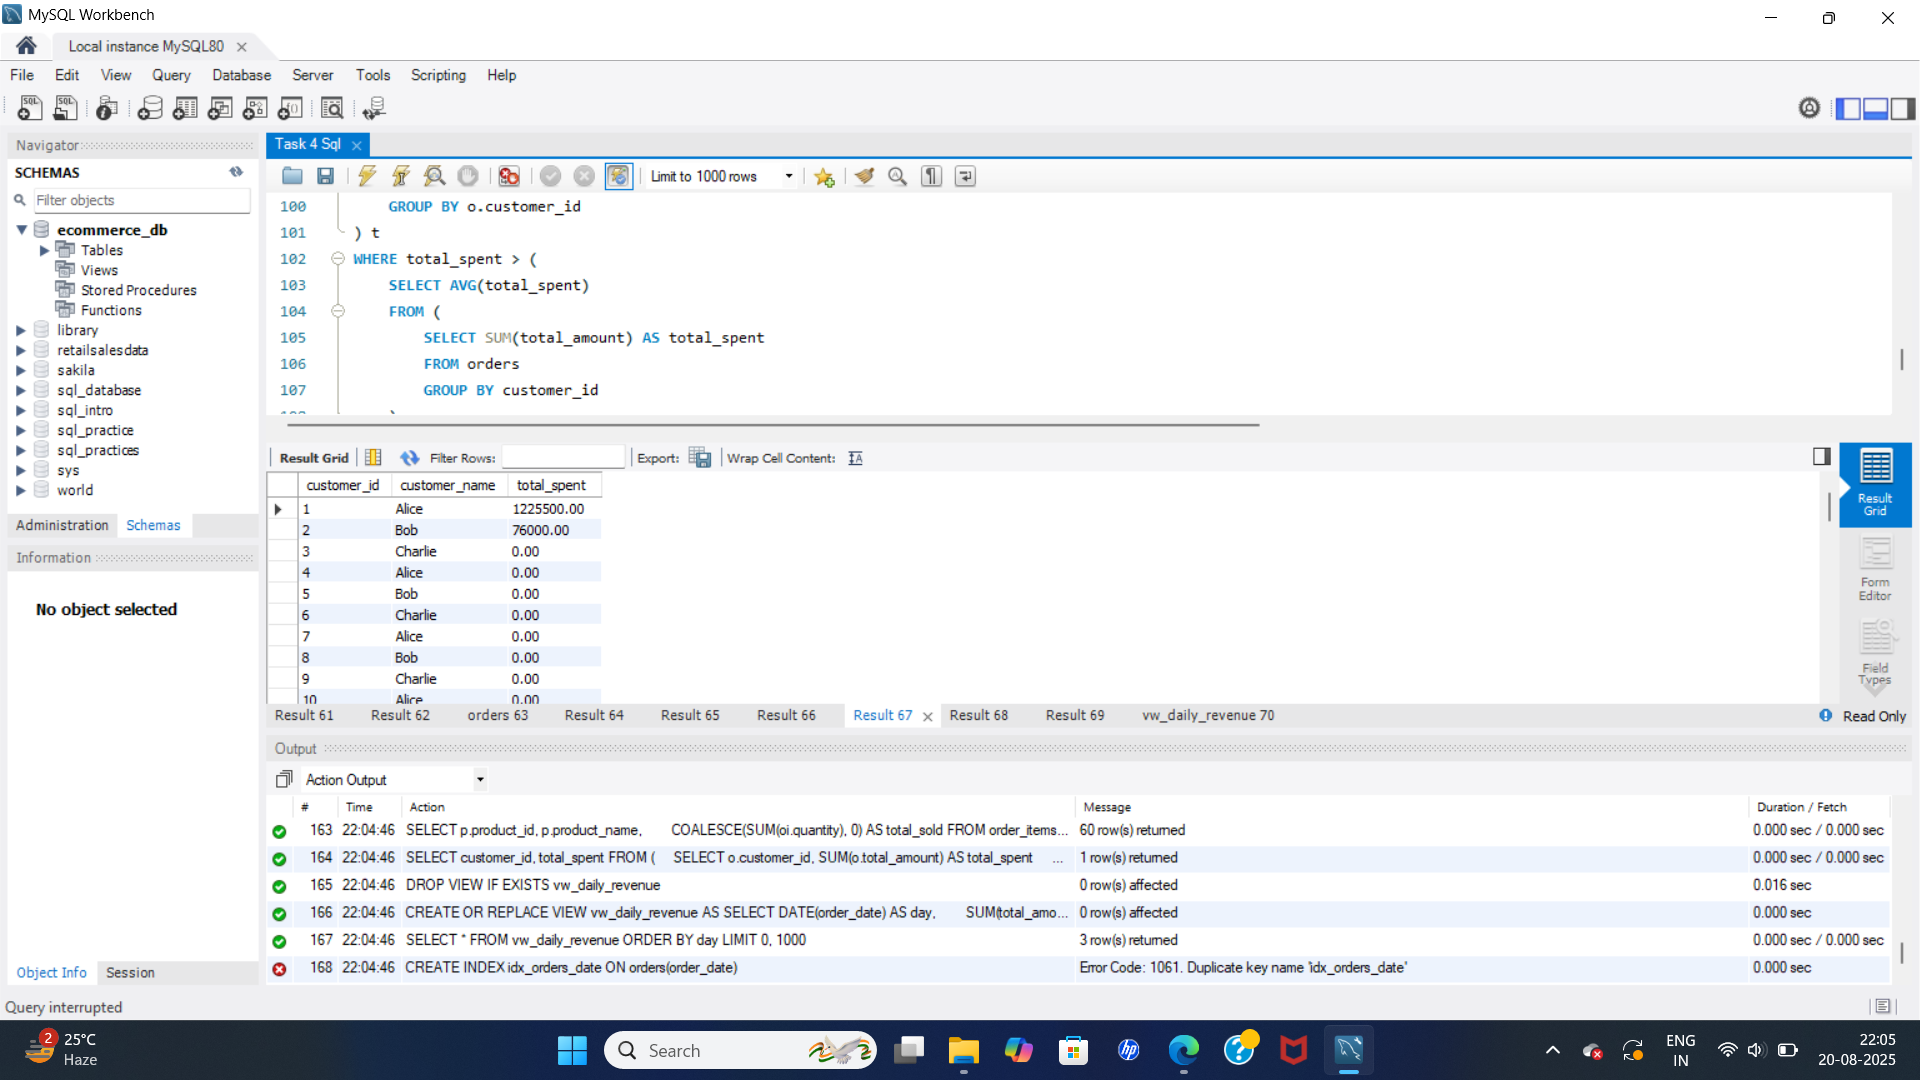 MySQL Workbench
Local instance MySQL80
File Edit View Query Database Server Tools Scripting Help
Navigator
SCHEMAS
Filter objects
ecommerce_db
Tables
Views
Stored Procedures
Functions
library
retailsalesdata
sakila
sql_database
sql_intro
sql_practice
sql_practices
sys
world
Administration Schemas
Information
No object selected
Object Info Session
Query interrupted
Task 4 Sql
Limit to 1000 rows
100 GROUP BY o.customer_id
101 ) t
102 WHERE total_spent > (
103 SELECT AVG(total_spent)
104 FROM (
105 SELECT SUM(total_amount) AS total_spent
106 FROM orders
107 GROUP BY customer_id
Result Grid Filter Rows: Export: Wrap Cell Content:
customer_id customer_name total_spent
1 Alice 1225500.00
2 Bob 76000.00
3 Charlie 0.00
4 Alice 0.00
5 Bob 0.00
6 Charlie 0.00
7 Alice 0.00
8 Bob 0.00
9 Charlie 0.00
10 Alice 0.00
Result Grid
Form Editor
Field Types
Result 61 Result 62 orders 63 Result 64 Result 65 Result 66 Result 67 Result 68 Result 69 vw_daily_revenue 70 Read Only
Output
Action Output
# Time Action Message Duration / Fetch
163 22:04:46 SELECT p.product_id, p.product_name, COALESCE(SUM(oi.quantity), 0) AS total_sold FROM order_items... 60 row(s) returned 0.000 sec / 0.000 sec
164 22:04:46 SELECT customer_id, total_spent FROM ( SELECT o.customer_id, SUM(o.total_amount) AS total_spent ... 1 row(s) returned 0.000 sec / 0.000 sec
165 22:04:46 DROP VIEW IF EXISTS vw_daily_revenue 0 row(s) affected 0.016 sec
166 22:04:46 CREATE OR REPLACE VIEW vw_daily_revenue AS SELECT DATE(order_date) AS day, SUM(total_amo... 0 row(s) affected 0.000 sec
167 22:04:46 SELECT * FROM vw_daily_revenue ORDER BY day LIMIT 0, 1000 3 row(s) returned 0.000 sec / 0.000 sec
168 22:04:46 CREATE INDEX idx_orders_date ON orders(order_date) Error Code: 1061. Duplicate key name 'idx_orders_date' 0.000 sec
2 25°C
Haze
Search
hp
ENG
IN
22:05
20-08-2025